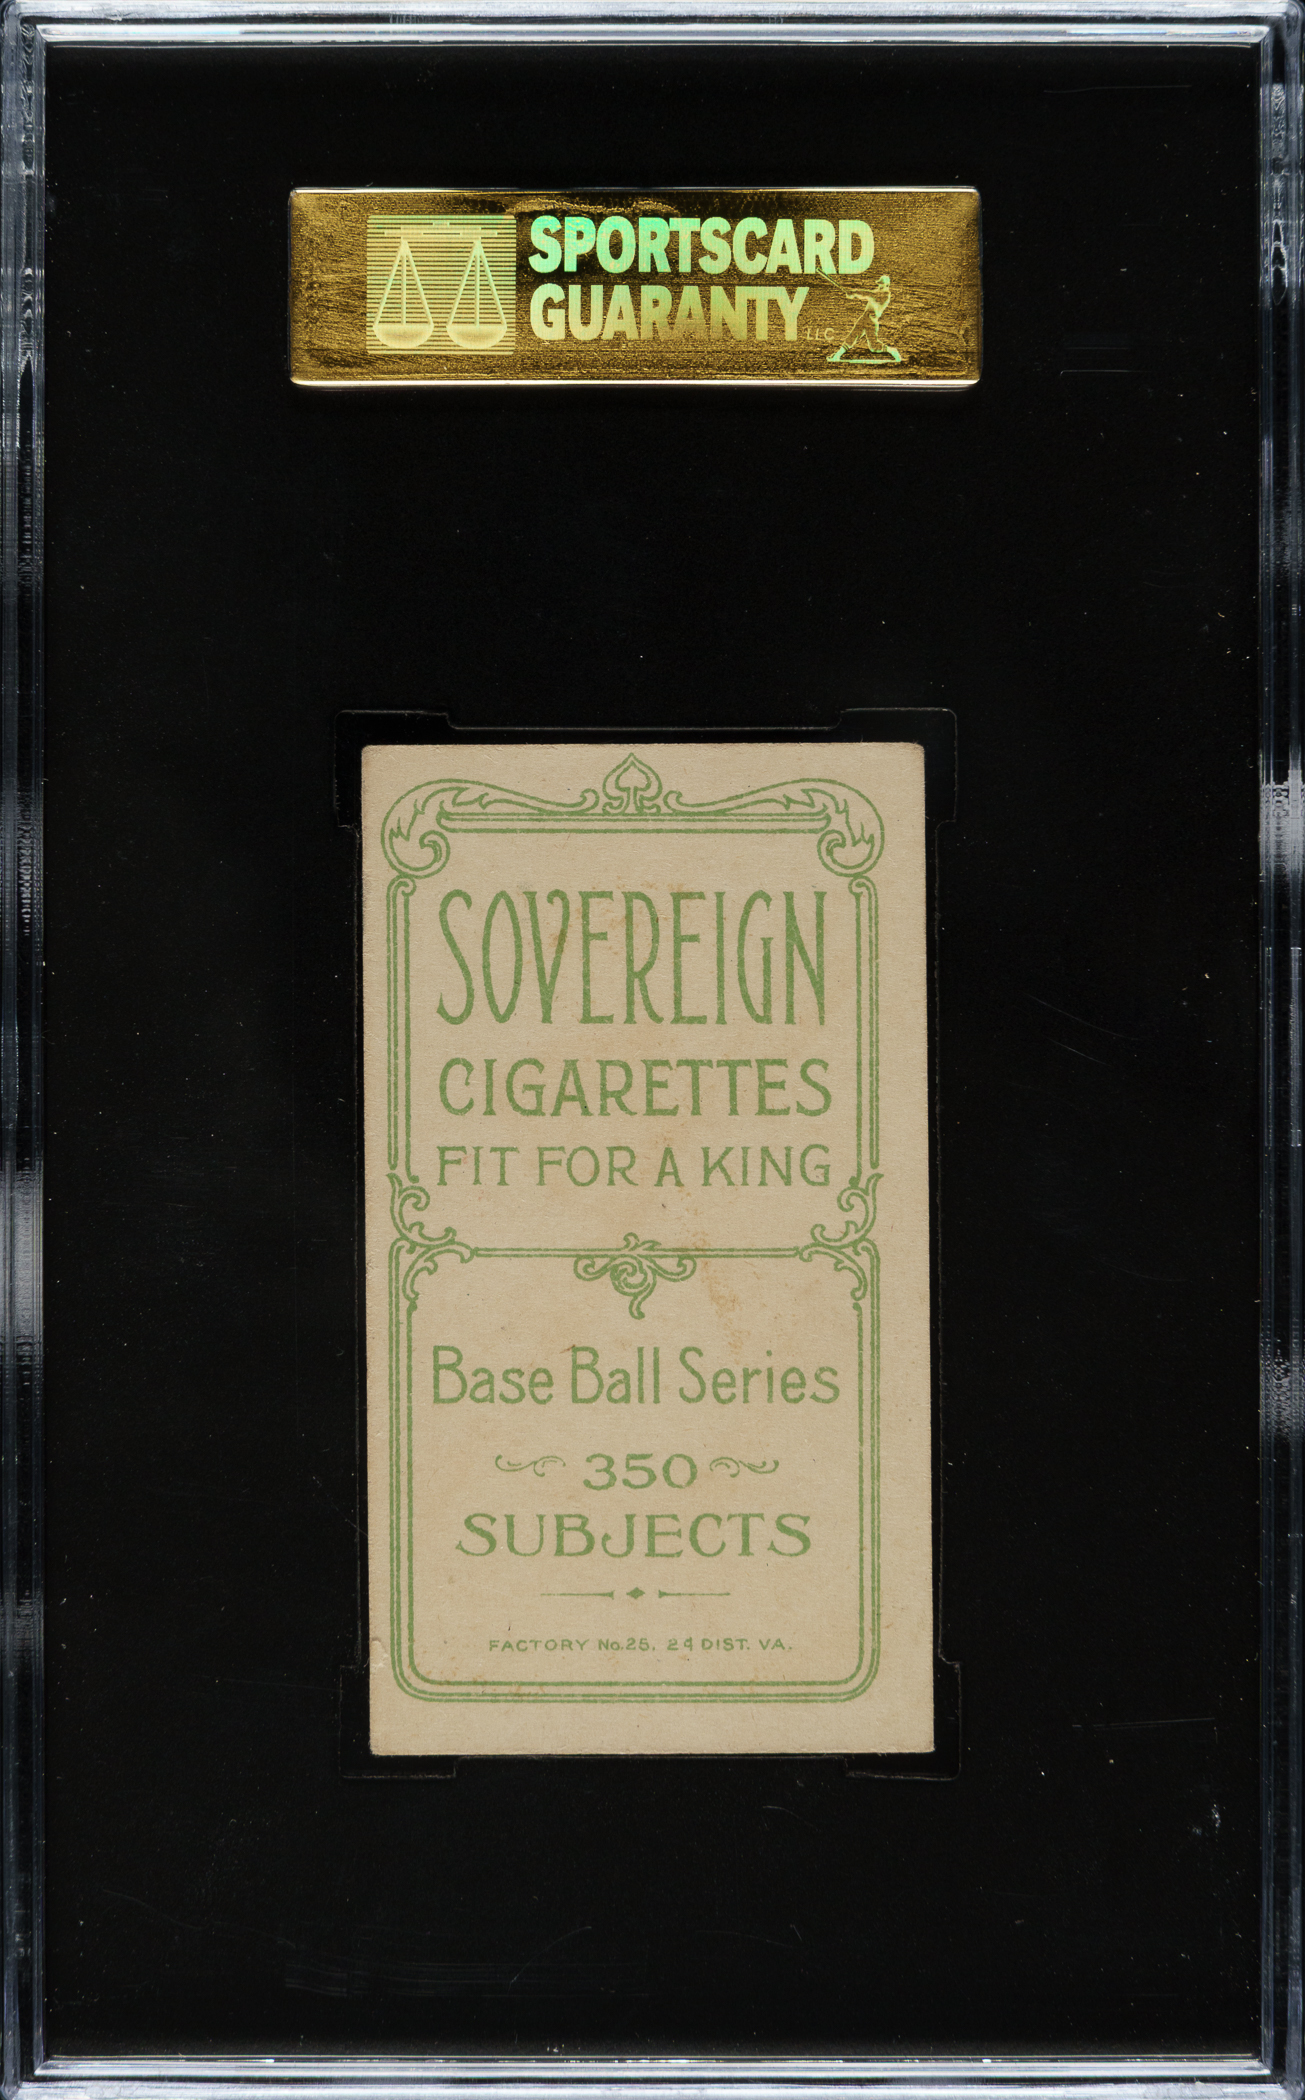 SPORTSCARD
GUARANTY LLC
SOVEREIGN
CIGARETTES
FIT FOR A KING
Base Ball Series
350
SUBJECTS
FACTORY No. 25, 2d DIST. VA.